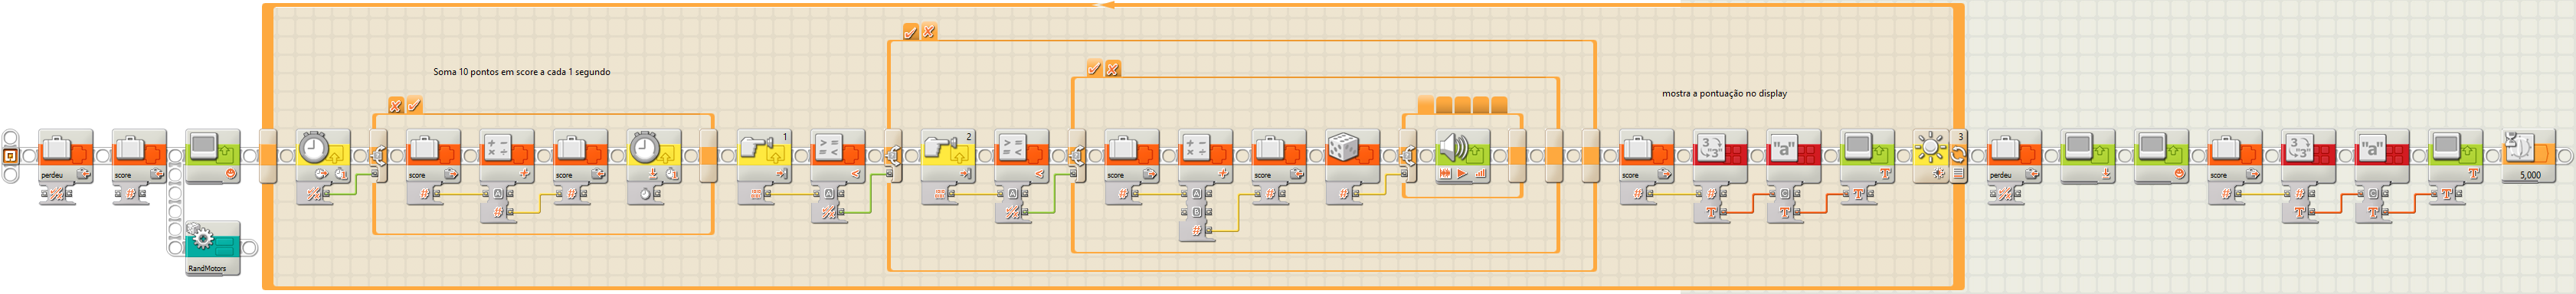 Soma 10 pontos em score a cada 1 segundo
mostra a pontuação no display
1
2
3
perdeu
score
score
score
score
score
score
perdeu
score
5,000
RandMotors